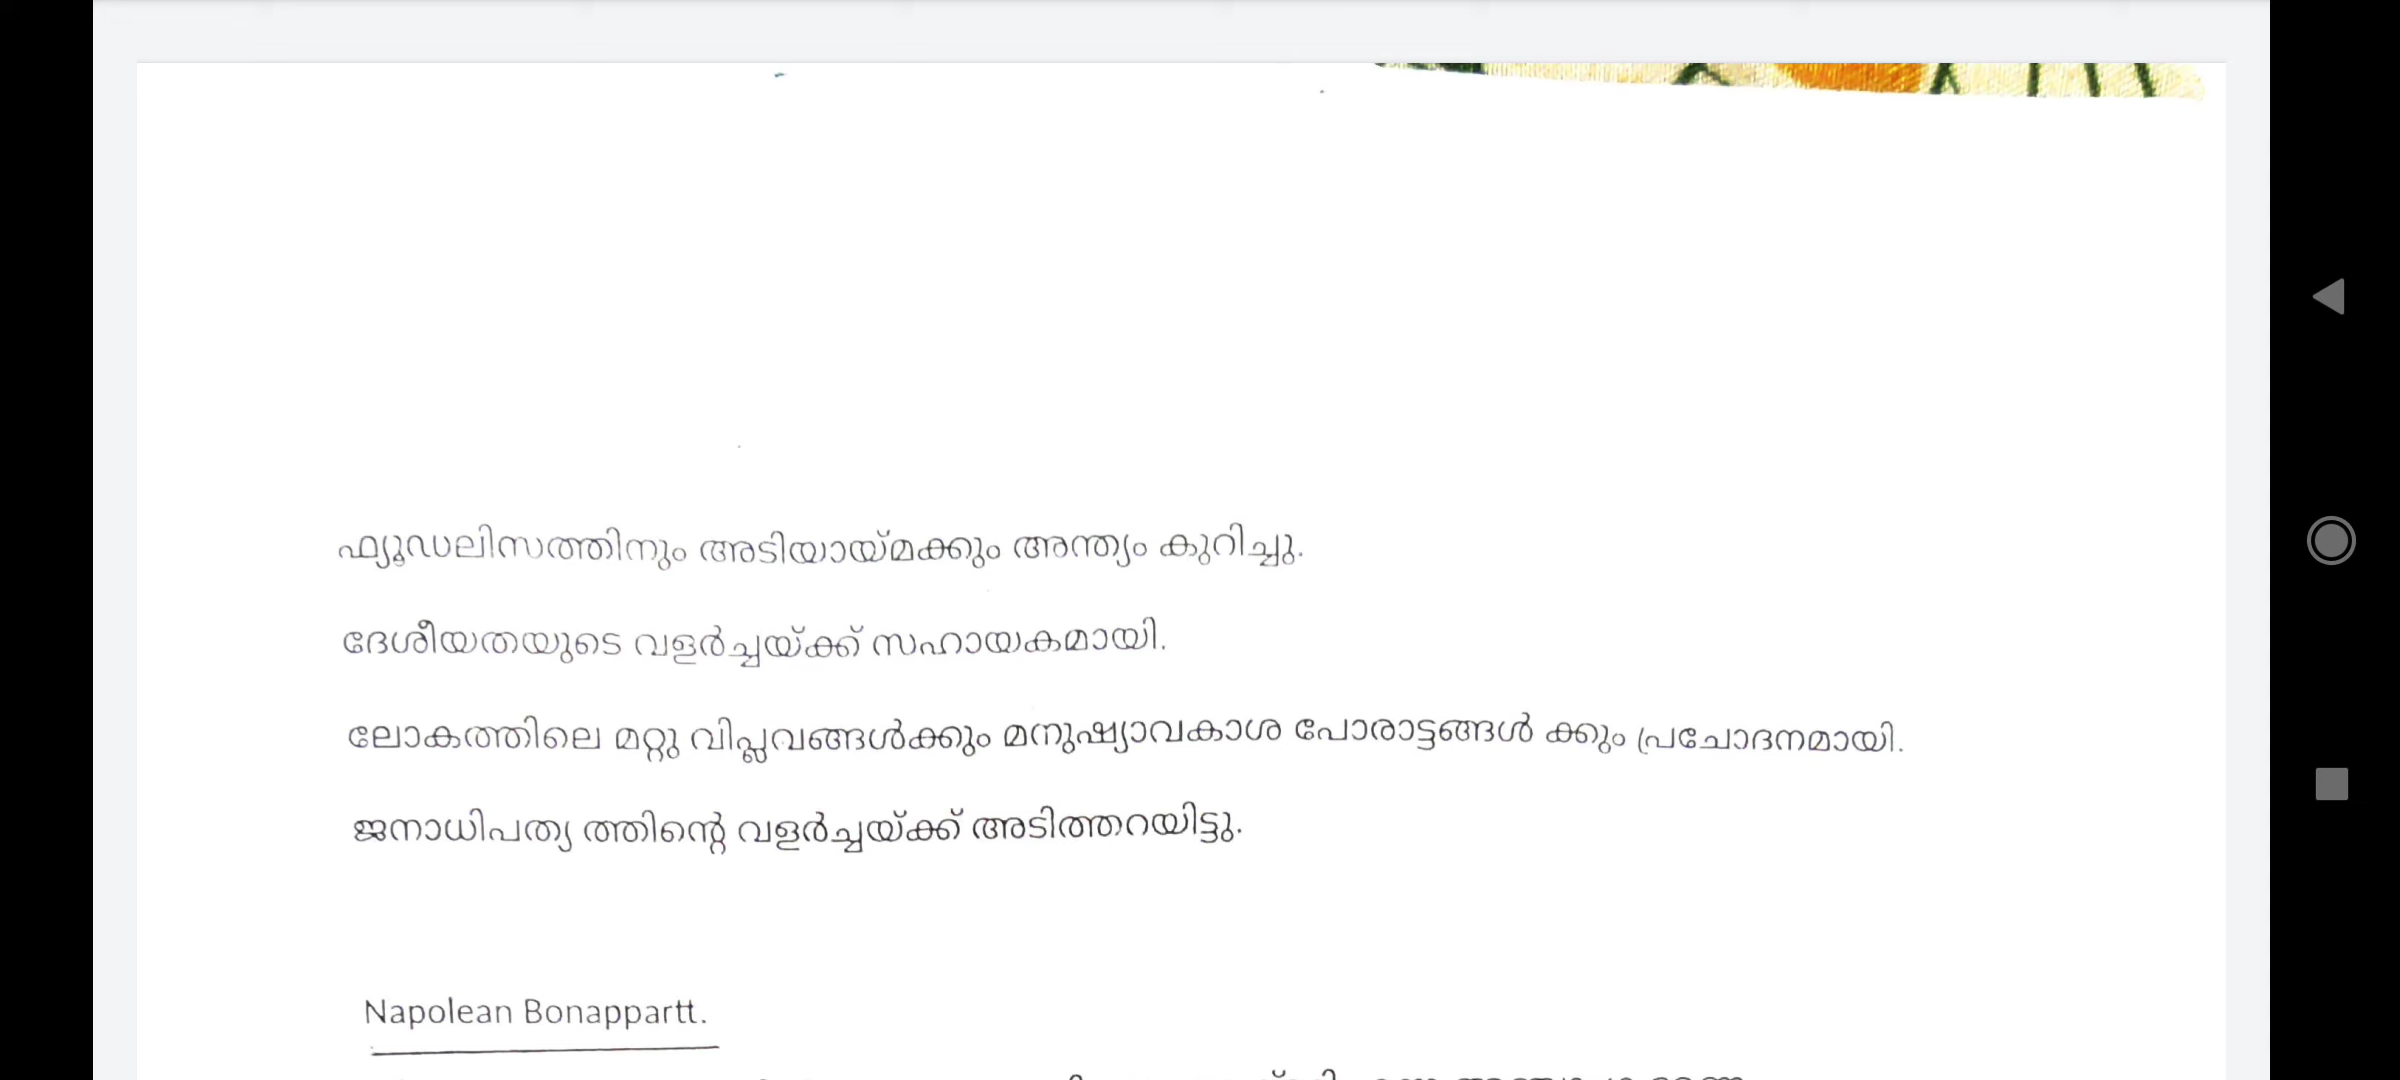 ഫ്യൂഡലിസത്തിനും അടിയായ്മക്കും അന്ത്യം കുറിച്ചു.
ദേശീയതയുടെ വളർച്ചയ്ക്ക് സഹായകമായി.
ലോകത്തിലെ മറ്റു വിപ്ലവങ്ങൾക്കും മനുഷ്യാവകാശ പോരാട്ടങ്ങൾ ക്കും പ്രചോദനമായി.
ജനാധിപത്യ ത്തിന്റെ വളർച്ചയ്ക്ക് അടിത്തറയിട്ടു.
Napolean Bonappartt.